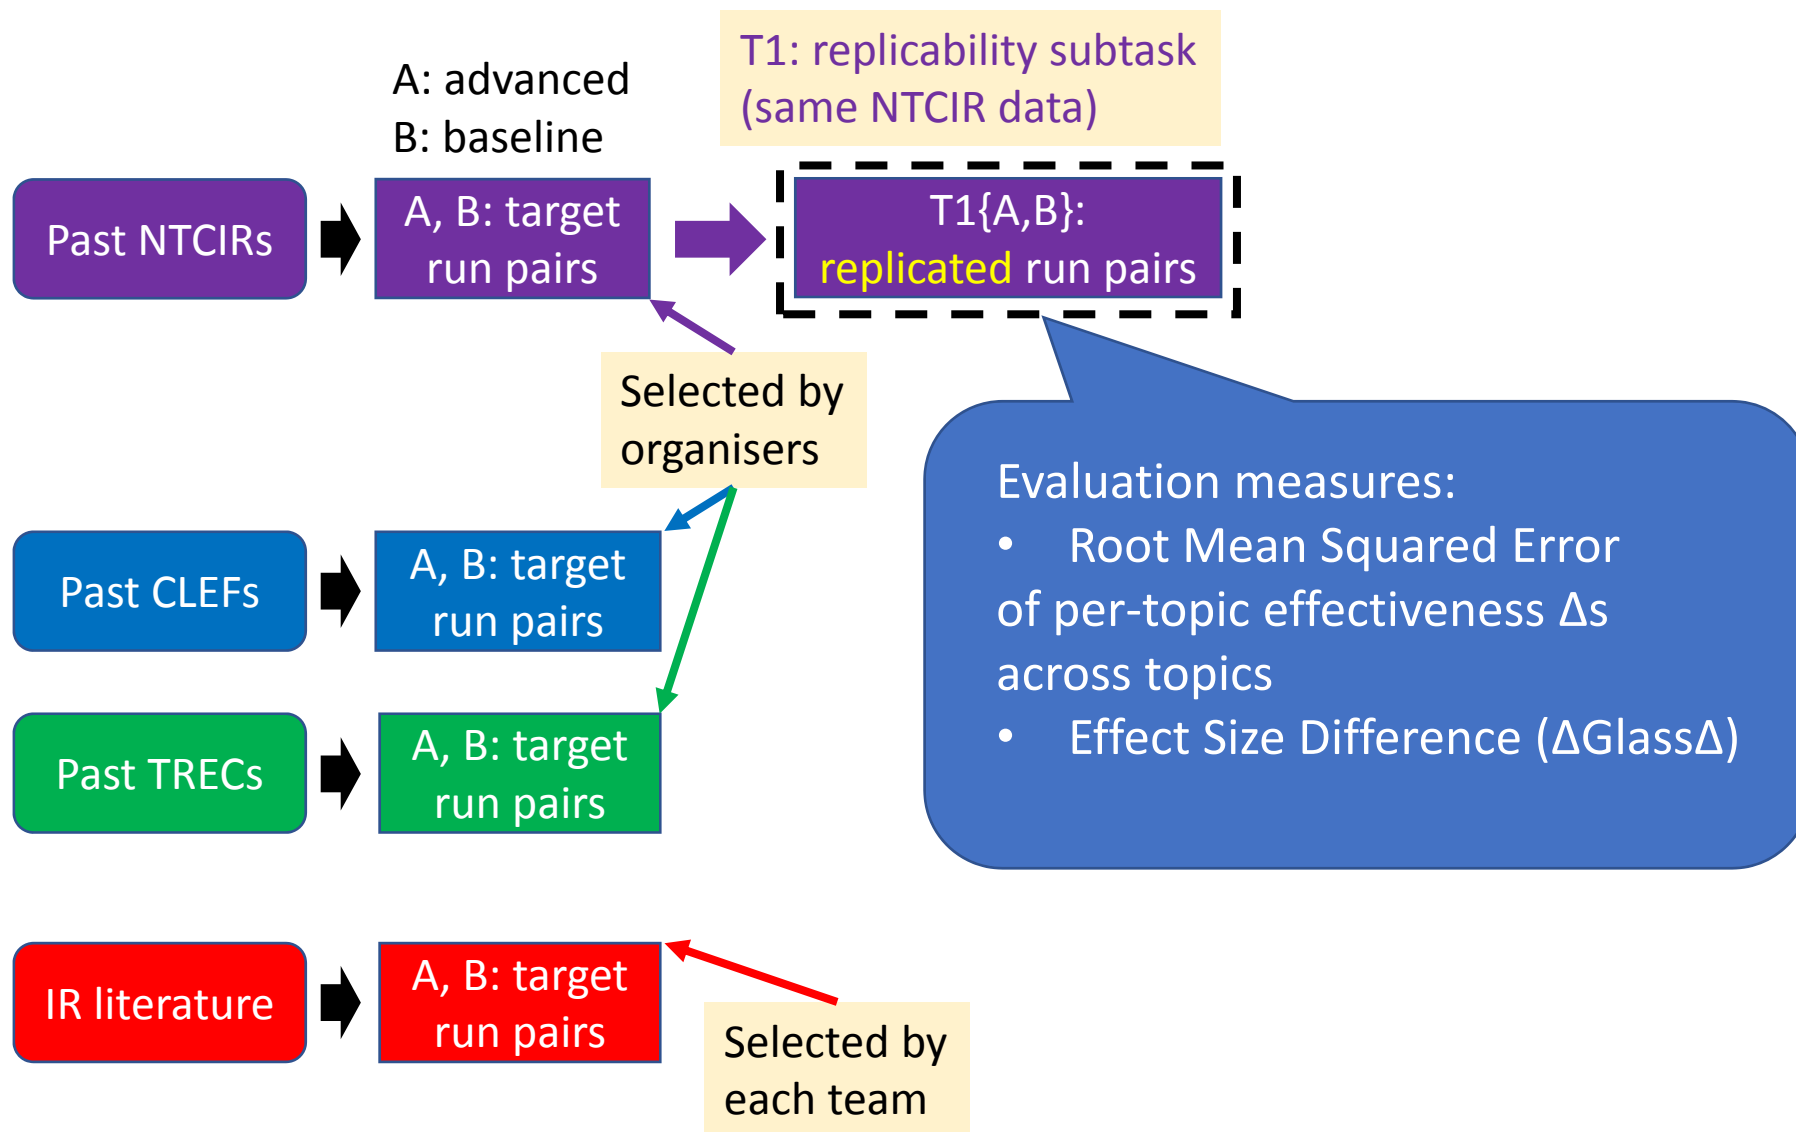 A: advanced
B: baseline
T1: replicability subtask
(same NTCIR data)
Past NTCIRs
A, B: target
run pairs
T1{A,B}:
replicated run pairs
Selected by
organisers
Past CLEFs
A, B: target
run pairs
Past TRECs
A, B: target
run pairs
Evaluation measures:
• Root Mean Squared Error
of per-topic effectiveness Δs
across topics
• Effect Size Difference (ΔGlassΔ)
IR literature
A, B: target
run pairs
Selected by
each team